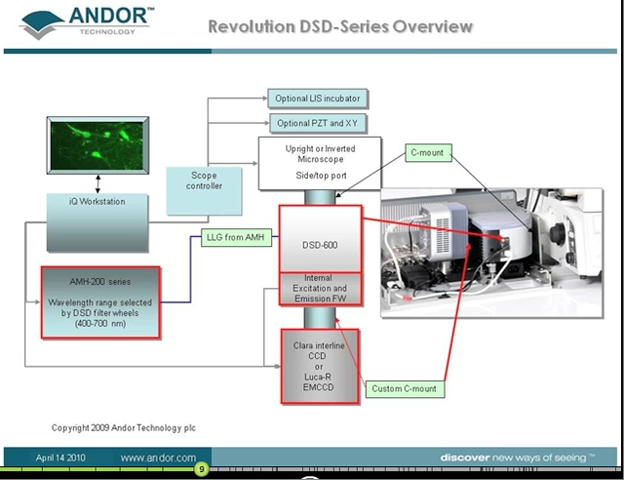 ANDOR™
TECHNOLOGY
Revolution DSD-Series Overview
Optional LIS incubator
Optional PZT and XY
Upright or Inverted
Microscope
Side/top port
C-mount
Scope
controller
iQ Workstation
LLG from AMH
DSD-600
AMH-200 series
Wavelength range selected
by DSD filter wheels
(400-700 nm)
Internal
Excitation and
Emission FW
Clara interline
CCD
or
Luca-R
EMCCD
Custom C-mount
Copyright 2009 Andor Technology plc
April 14 2010
www.andor.com
discover new ways of seeing ™
9